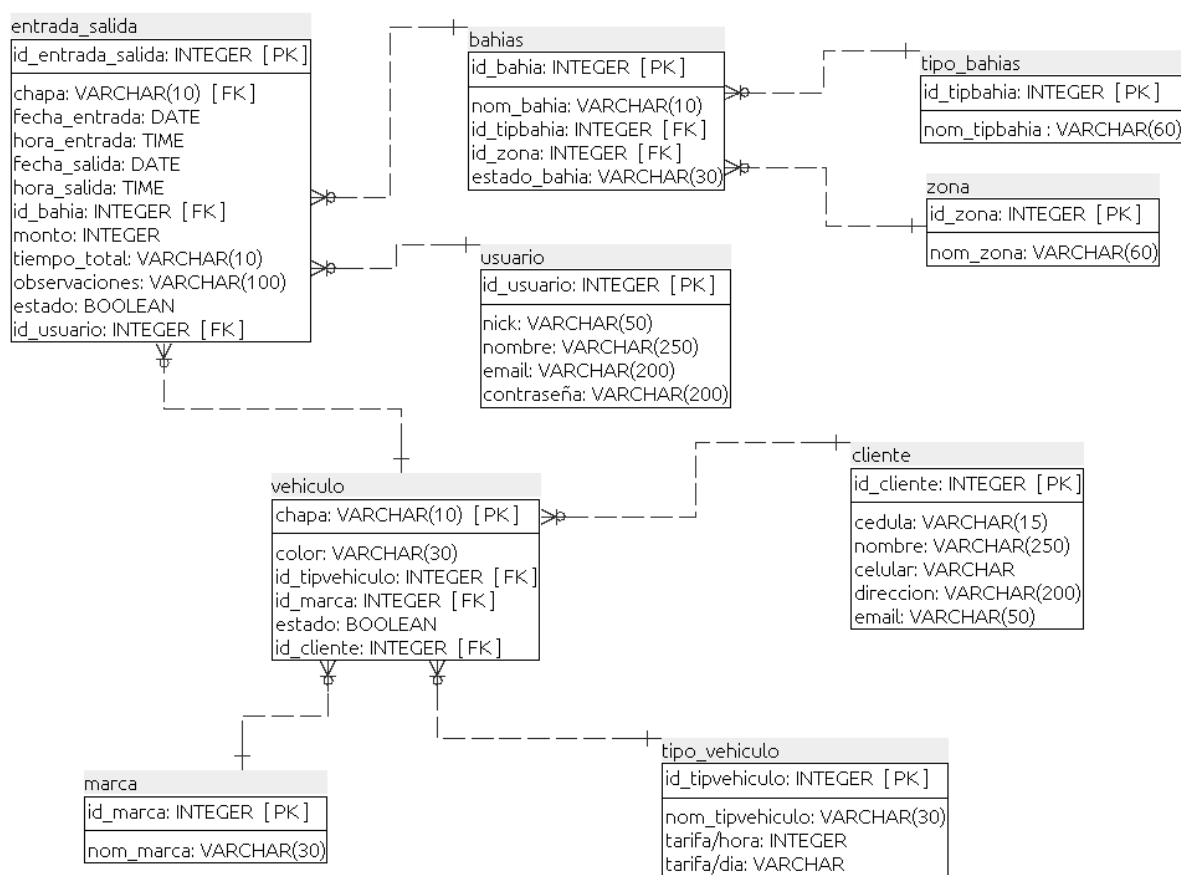 entrada_salida
id_entrada_salida: INTEGER [PK]
chapa: VARCHAR(10) [FK]
fecha_entrada: DATE
hora_entrada: TIME
fecha_salida: DATE
hora_salida: TIME
id_bahia: INTEGER [FK]
monto: INTEGER
tiempo_total: VARCHAR(10)
observaciones: VARCHAR(100)
estado: BOOLEAN
id_usuario: INTEGER [FK]
bahias
id_bahia: INTEGER [PK]
nom_bahia: VARCHAR(10)
id_tipbahia: INTEGER [FK]
id_zona: INTEGER [FK]
estado_bahia: VARCHAR(30)
tipo_bahias
id_tipbahia: INTEGER [PK]
nom_tipbahia : VARCHAR(60)
zona
id_zona: INTEGER [PK]
nom_zona: VARCHAR(60)
usuario
id_usuario: INTEGER [PK]
nick: VARCHAR(50)
nombre: VARCHAR(250)
email: VARCHAR(200)
contraseña: VARCHAR(200)
vehiculo
chapa: VARCHAR(10) [PK]
color: VARCHAR(30)
id_tipvehiculo: INTEGER [FK]
id_marca: INTEGER [FK]
estado: BOOLEAN
id_cliente: INTEGER [FK]
cliente
id_cliente: INTEGER [PK]
cedula: VARCHAR(15)
nombre: VARCHAR(250)
celular: VARCHAR
direccion: VARCHAR(200)
email: VARCHAR(50)
marca
id_marca: INTEGER [PK]
nom_marca: VARCHAR(30)
tipo_vehiculo
id_tipvehiculo: INTEGER [PK]
nom_tipvehiculo: VARCHAR(30)
tarifa/hora: INTEGER
tarifa/dia: VARCHAR